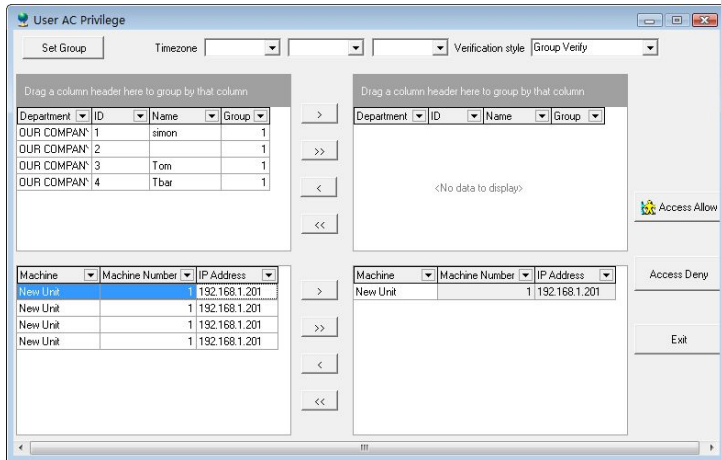 User AC Privilege
Set Group Timezone Verification style Group Verify
Drag a column header here to group by that column
Department ID Name Group
OUR COMPANY 1 simon 1
OUR COMPANY 2 1
OUR COMPANY 3 Tom 1
OUR COMPANY 4 Tbar 1
>
>>
<
<<
Drag a column header here to group by that column
Department ID Name Group
<No data to display>
Machine Machine Number IP Address
New Unit 1 192.168.1.201
New Unit 1 192.168.1.201
New Unit 1 192.168.1.201
New Unit 1 192.168.1.201
>
>>
<
<<
Machine Machine Number IP Address
New Unit 1 192.168.1.201
Access Allow
Access Deny
Exit